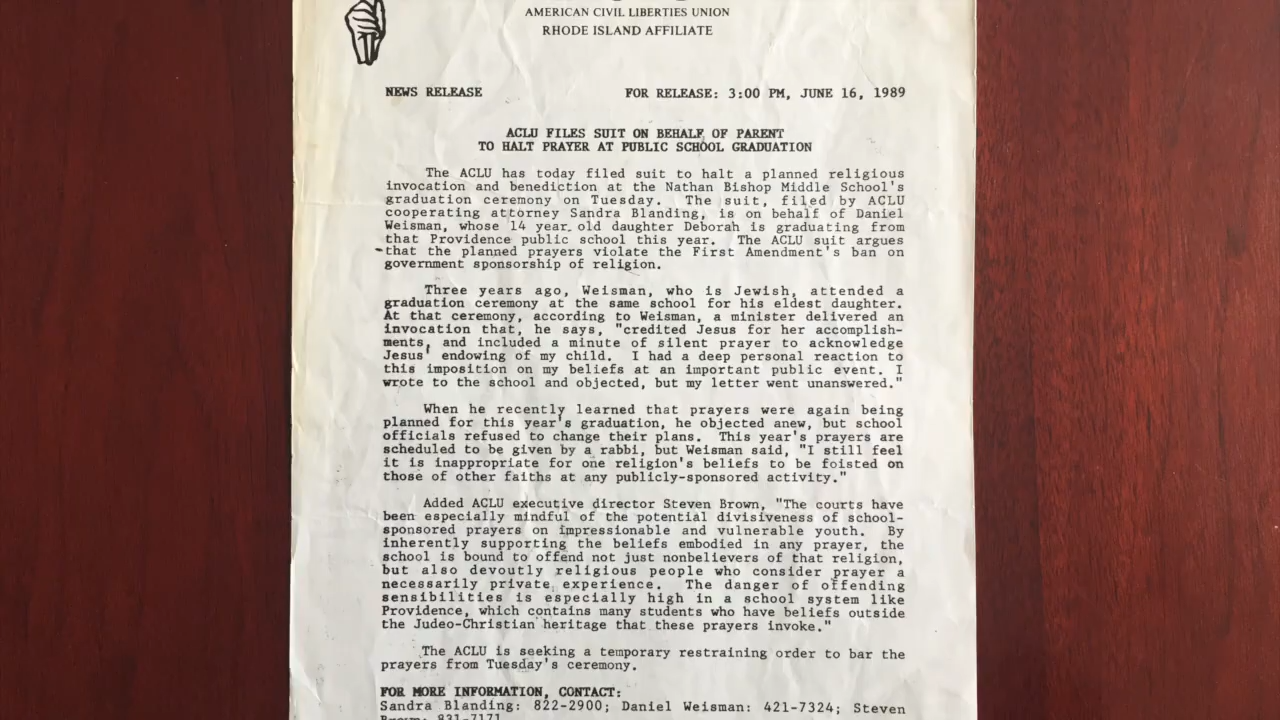 AMERICAN CIVIL LIBERTIES UNION
RHODE ISLAND AFFILIATE
NEWS RELEASE FOR RELEASE: 3:00 PM, JUNE 16, 1989
ACLU FILES SUIT ON BEHALF OF PARENT
TO HALT PRAYER AT PUBLIC SCHOOL GRADUATION
The ACLU has today filed suit to halt a planned religious
invocation and benediction at the Nathan Bishop Middle School's
graduation ceremony on Tuesday. The suit, filed by ACLU
cooperating attorney Sandra Blanding, is on behalf of Daniel
Weisman, whose 14 year old daughter Deborah is graduating from
that Providence public school this year. The ACLU suit argues
that the planned prayers violate the First Amendment's ban on
government sponsorship of religion.
Three years ago, Weisman, who is Jewish, attended a
graduation ceremony at the same school for his eldest daughter.
At that ceremony, according to Weisman, a minister delivered an
invocation that, he says, "credited Jesus for her accomplish-
ments, and included a minute of silent prayer to acknowledge
Jesus' endowing of my child. I had a deep personal reaction to
this imposition on my beliefs at an important public event. I
wrote to the school and objected, but my letter went unanswered."
When he recently learned that prayers were again being
planned for this year's graduation, he objected anew, but school
officials refused to change their plans. This year's prayers are
scheduled to be given by a rabbi, but Weisman said, "I still feel
it is inappropriate for one religion's beliefs to be foisted on
those of other faiths at any publicly-sponsored activity."
Added ACLU executive director Steven Brown, "The courts have
been especially mindful of the potential divisiveness of school-
sponsored prayers on impressionable and vulnerable youth. By
inherently supporting the beliefs embodied in any prayer, the
school is bound to offend not just nonbelievers of that religion,
but also devoutly religious people who consider prayer a
necessarily private experience. The danger of offending
sensibilities is especially high in a school system like
Providence, which contains many students who have beliefs outside
the Judeo-Christian heritage that these prayers invoke."
The ACLU is seeking a temporary restraining order to bar the
prayers from Tuesday's ceremony.
FOR MORE INFORMATION, CONTACT:
Sandra Blanding: 822-2900; Daniel Weisman: 421-7324; Steven
Brown: 831-7171